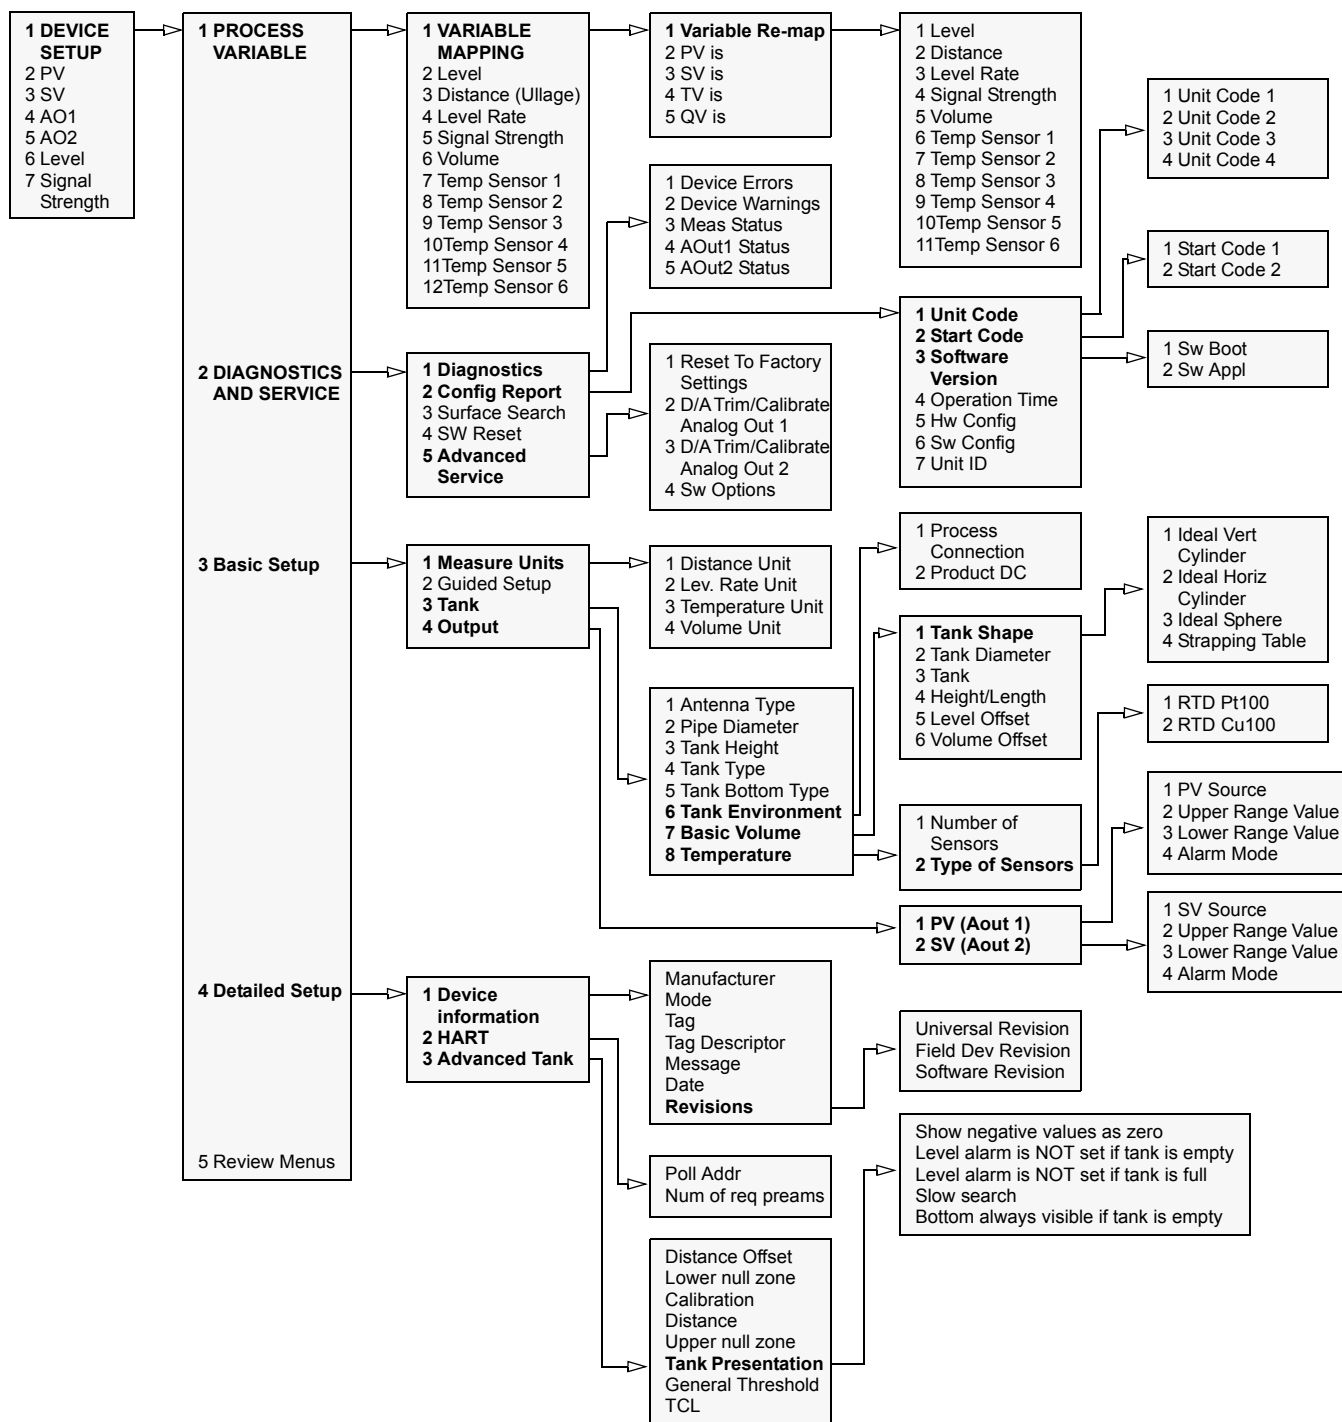 1 DEVICE
SETUP
2 PV
3 SV
4 AO1
5 AO2
6 Level
7 Signal
Strength
1 PROCESS
VARIABLE
2 DIAGNOSTICS
AND SERVICE
3 Basic Setup
4 Detailed Setup
5 Review Menus
1 VARIABLE
MAPPING
2 Level
3 Distance (Ullage)
4 Level Rate
5 Signal Strength
6 Volume
7 Temp Sensor 1
8 Temp Sensor 2
9 Temp Sensor 3
10Temp Sensor 4
11Temp Sensor 5
12Temp Sensor 6
1 Variable Re-map
2 PV is
3 SV is
4 TV is
5 QV is
1 Level
2 Distance
3 Level Rate
4 Signal Strength
5 Volume
6 Temp Sensor 1
7 Temp Sensor 2
8 Temp Sensor 3
9 Temp Sensor 4
10Temp Sensor 5
11Temp Sensor 6
1 Diagnostics
2 Config Report
3 Surface Search
4 SW Reset
5 Advanced
Service
1 Device Errors
2 Device Warnings
3 Meas Status
4 AOut1 Status
5 AOut2 Status
1 Reset To Factory
Settings
2 D/A Trim/Calibrate
Analog Out 1
3 D/A Trim/Calibrate
Analog Out 2
4 Sw Options
1 Unit Code
2 Start Code
3 Software
Version
4 Operation Time
5 Hw Config
6 Sw Config
7 Unit ID
1 Unit Code 1
2 Unit Code 2
3 Unit Code 3
4 Unit Code 4
1 Start Code 1
2 Start Code 2
1 Sw Boot
2 Sw Appl
1 Measure Units
2 Guided Setup
3 Tank
4 Output
1 Distance Unit
2 Lev. Rate Unit
3 Temperature Unit
4 Volume Unit
1 Antenna Type
2 Pipe Diameter
3 Tank Height
4 Tank Type
5 Tank Bottom Type
6 Tank Environment
7 Basic Volume
8 Temperature
1 Process
Connection
2 Product DC
1 Tank Shape
2 Tank Diameter
3 Tank
4 Height/Length
5 Level Offset
6 Volume Offset
1 Ideal Vert
Cylinder
2 Ideal Horiz
Cylinder
3 Ideal Sphere
4 Strapping Table
1 Number of
Sensors
2 Type of Sensors
1 RTD Pt100
2 RTD Cu100
1 PV (Aout 1)
2 SV (Aout 2)
1 PV Source
2 Upper Range Value
3 Lower Range Value
4 Alarm Mode
1 SV Source
2 Upper Range Value
3 Lower Range Value
4 Alarm Mode
1 Device
information
2 HART
3 Advanced Tank
Manufacturer
Mode
Tag
Tag Descriptor
Message
Date
Revisions
Universal Revision
Field Dev Revision
Software Revision
Poll Addr
Num of req preams
Distance Offset
Lower null zone
Calibration
Distance
Upper null zone
Tank Presentation
General Threshold
TCL
Show negative values as zero
Level alarm is NOT set if tank is empty
Level alarm is NOT set if tank is full
Slow search
Bottom always visible if tank is empty